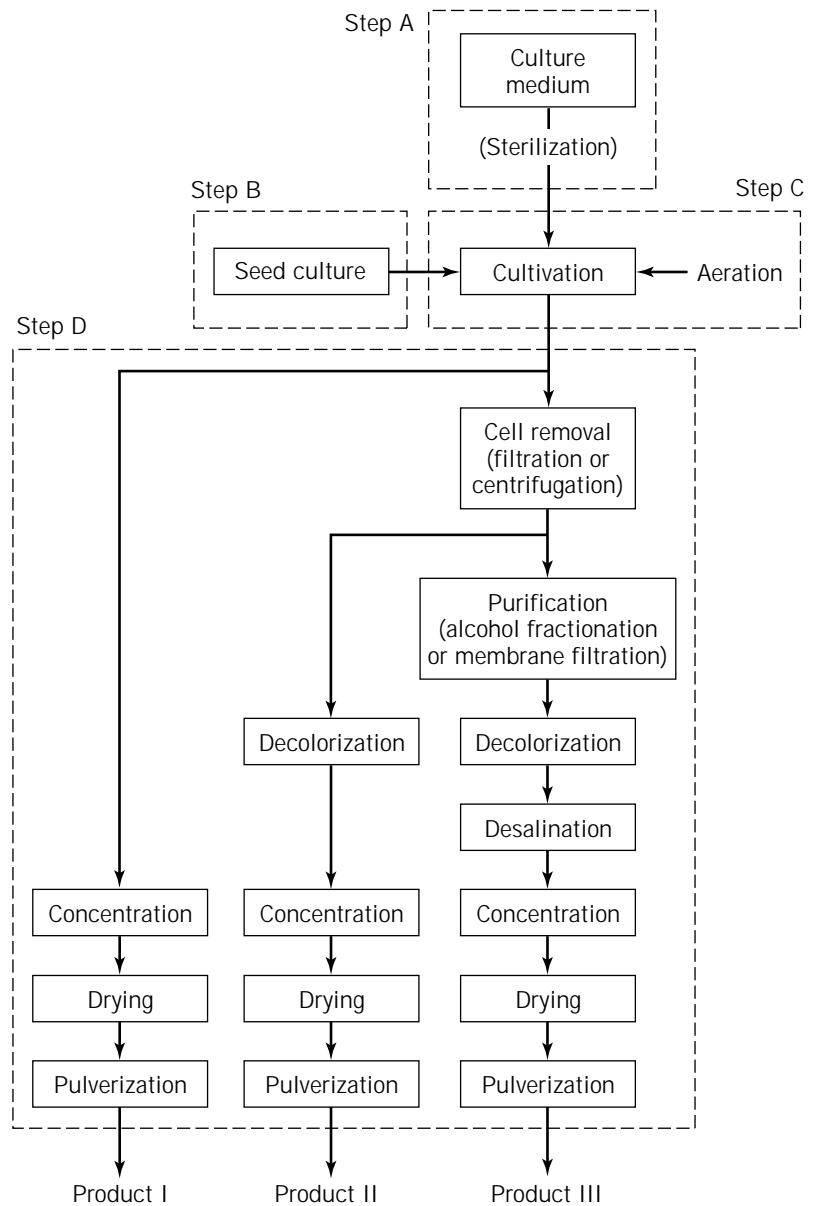 Step A
Culture
medium
(Sterilization)
Step B
Step C
Seed culture
Cultivation
Aeration
Step D
Cell removal
(filtration or
centrifugation)
Purification
(alcohol fractionation
or membrane filtration)
Decolorization
Decolorization
Desalination
Concentration
Concentration
Concentration
Drying
Drying
Drying
Pulverization
Pulverization
Pulverization
Product I
Product II
Product III